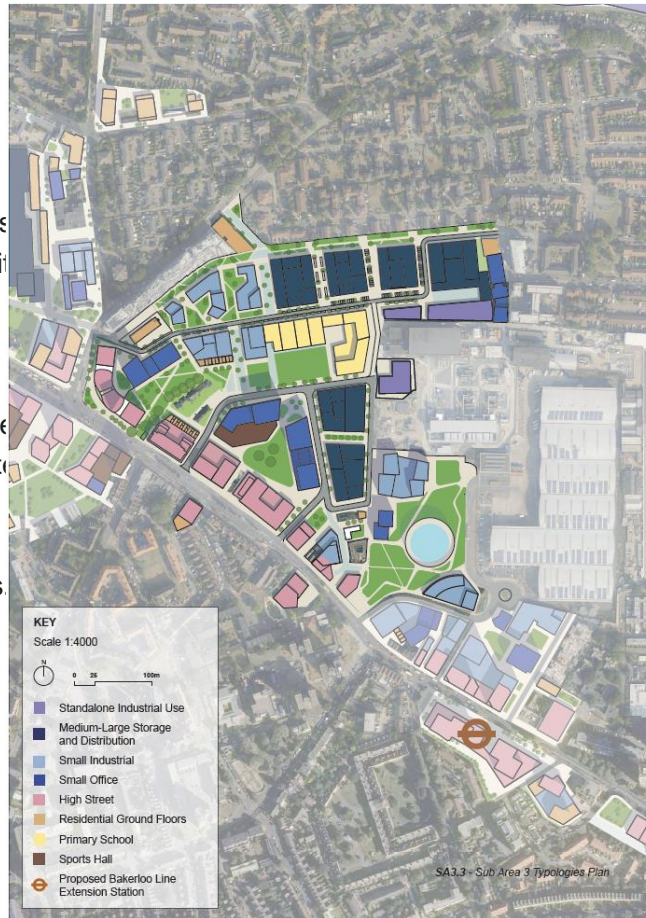 s
it
e
s.
KEY
Scale 1:4000
N
0 25 100m
Standalone Industrial Use
Medium-Large Storage
and Distribution
Small Industrial
Small Office
High Street
Residential Ground Floors
Primary School
Sports Hall
Proposed Bakerloo Line
Extension Station
SA3.3 - Sub Area 3 Typologies Plan